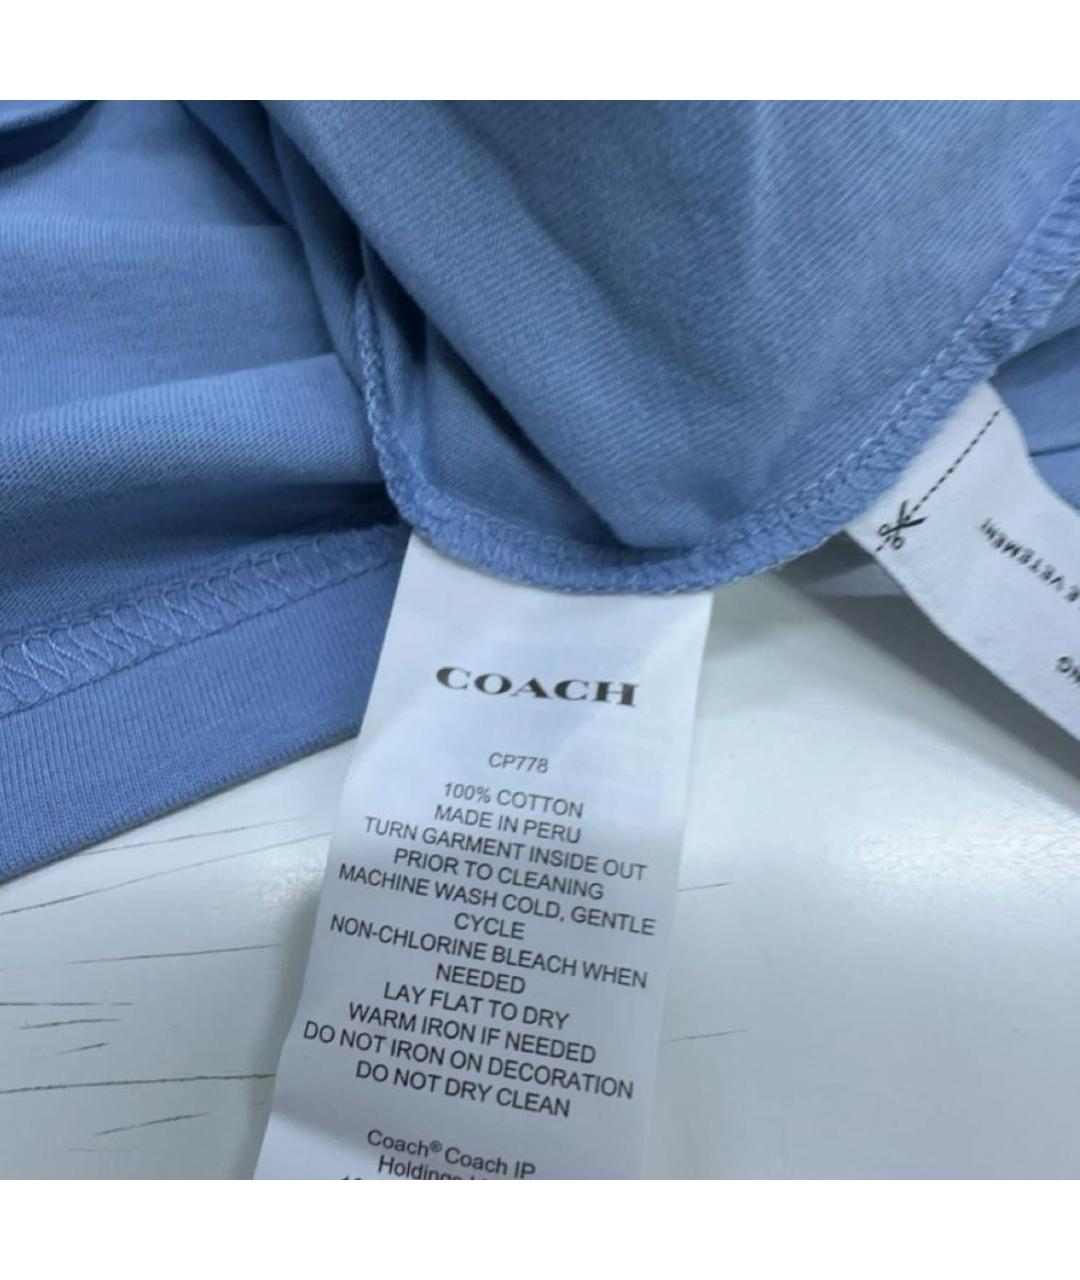 COACH
CP778
100% COTTON
MADE IN PERU
TURN GARMENT INSIDE OUT
PRIOR TO CLEANING
MACHINE WASH COLD, GENTLE
CYCLE
NON-CHLORINE BLEACH WHEN
NEEDED
LAY FLAT TO DRY
WARM IRON IF NEEDED
DO NOT IRON ON DECORATION
DO NOT DRY CLEAN
Coach® Coach IP
Holdings
VETEMENT